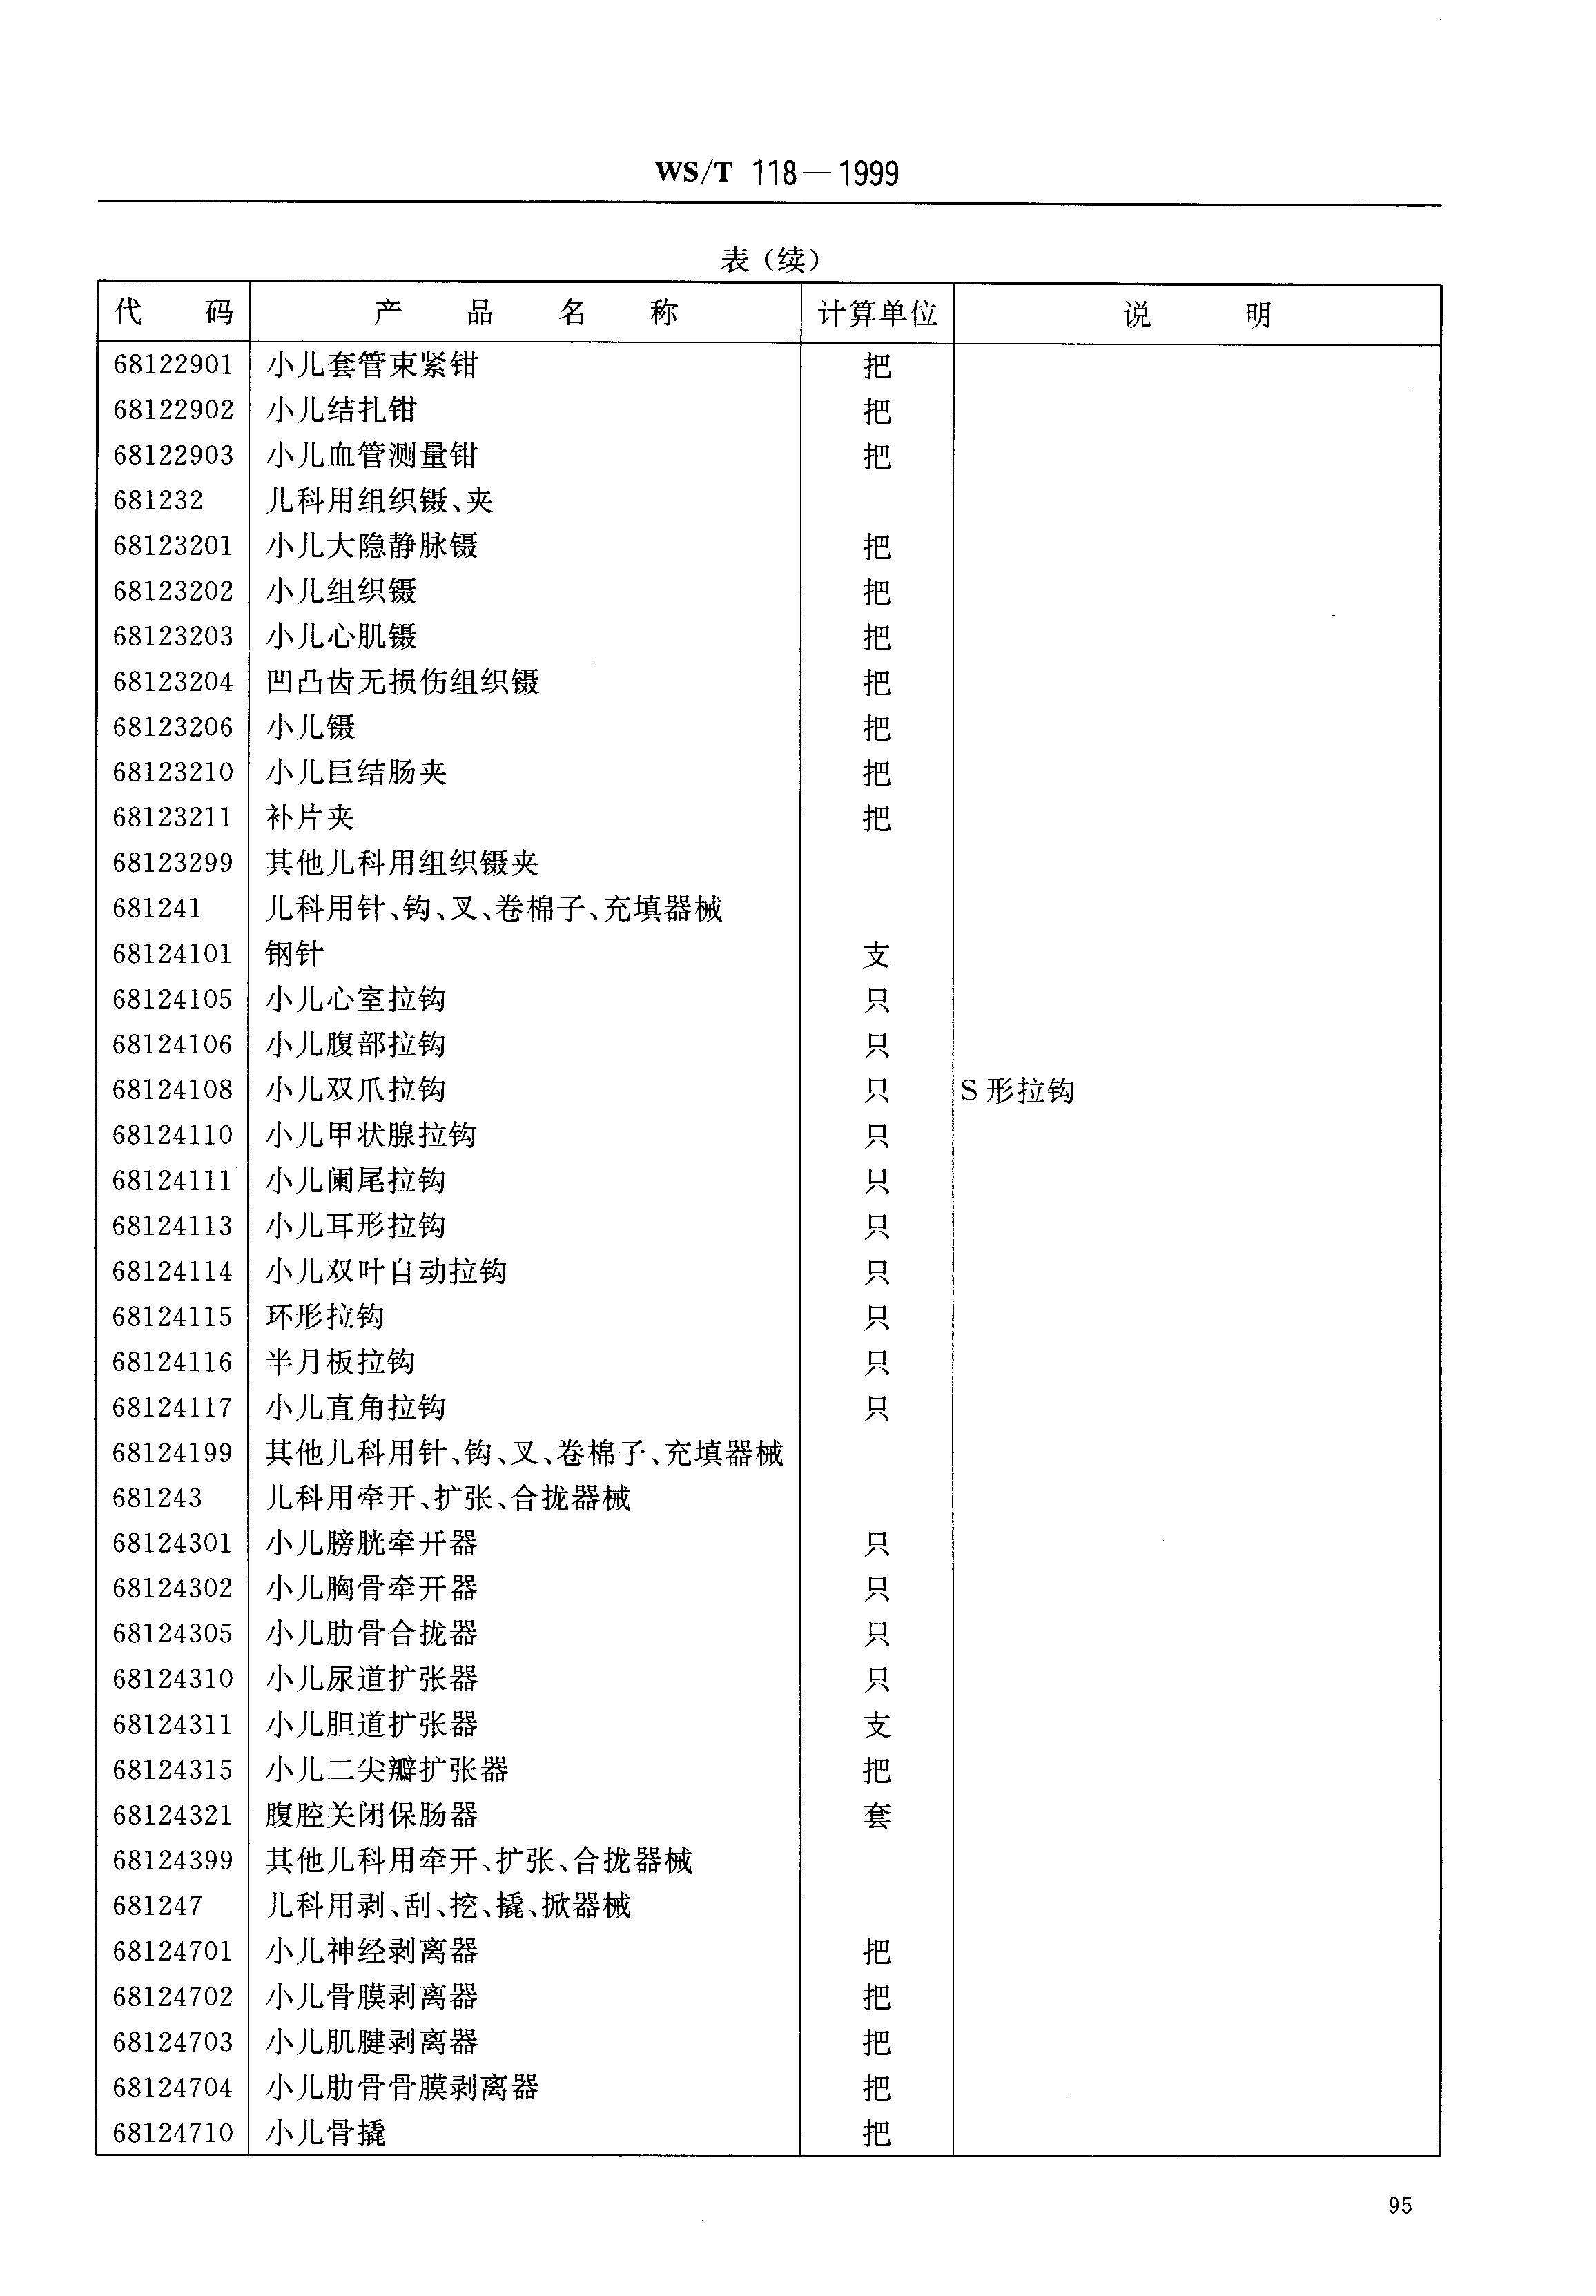 WS/T 118—1999
表（续）
代 码 产 品 名 称 计算单位 说 明
68122901 小儿套管束紧钳 把
68122902 小儿结扎钳 把
68122903 小儿血管测量钳 把
681232 儿科用组织镊、夹
68123201 小儿大隐静脉镊 把
68123202 小儿组织镊 把
68123203 小儿心肌镊 把
68123204 凹凸齿无损伤组织镊 把
68123206 小儿镊 把
68123210 小儿巨结肠夹 把
68123211 补片夹 把
68123299 其他儿科用组织镊夹
681241 儿科用针、钩、叉、卷棉子、充填器械
68124101 钢针 支
68124105 小儿心室拉钩 只
68124106 小儿腹部拉钩 只
68124108 小儿双爪拉钩 只 S 形拉钩
68124110 小儿甲状腺拉钩 只
68124111 小儿阑尾拉钩 只
68124113 小儿耳形拉钩 只
68124114 小儿双叶自动拉钩 只
68124115 环形拉钩 只
68124116 半月板拉钩 只
68124117 小儿直角拉钩 只
68124199 其他儿科用针、钩、叉、卷棉子、充填器械
681243 儿科用牵开、扩张、合拢器械
68124301 小儿膀胱牵开器 只
68124302 小儿胸骨牵开器 只
68124305 小儿肋骨合拢器 只
68124310 小儿尿道扩张器 只
68124311 小儿胆道扩张器 支
68124315 小儿二尖瓣扩张器 把
68124321 腹腔关闭保肠器 套
68124399 其他儿科用牵开、扩张、合拢器械
681247 儿科用剥、刮、挖、撬、掀器械
68124701 小儿神经剥离器 把
68124702 小儿骨膜剥离器 把
68124703 小儿肌腱剥离器 把
68124704 小儿肋骨骨膜剥离器 把
68124710 小儿骨撬 把
95